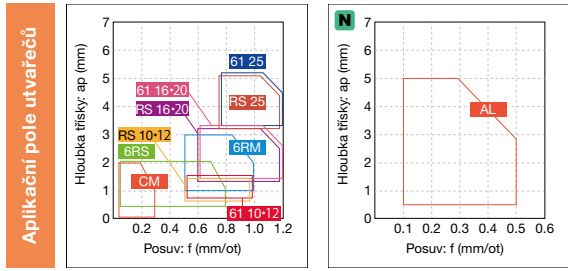 Aplikační pole utvařečů
Hloubka třísky: ap (mm)
7
6
5
4
3
2
1
0
61 25
61 16•20
RS 25
RS 16•20
RS 10•12
6RS
6RM
CM
61 10•12
0.2 0.4 0.6 0.8 1.0 1.2
Posuv: f (mm/ot)
N
Hloubka třísky: ap (mm)
7
6
5
4
3
2
1
0
AL
0.1 0.2 0.3 0.4 0.5 0.6
Posuv: f (mm/ot)